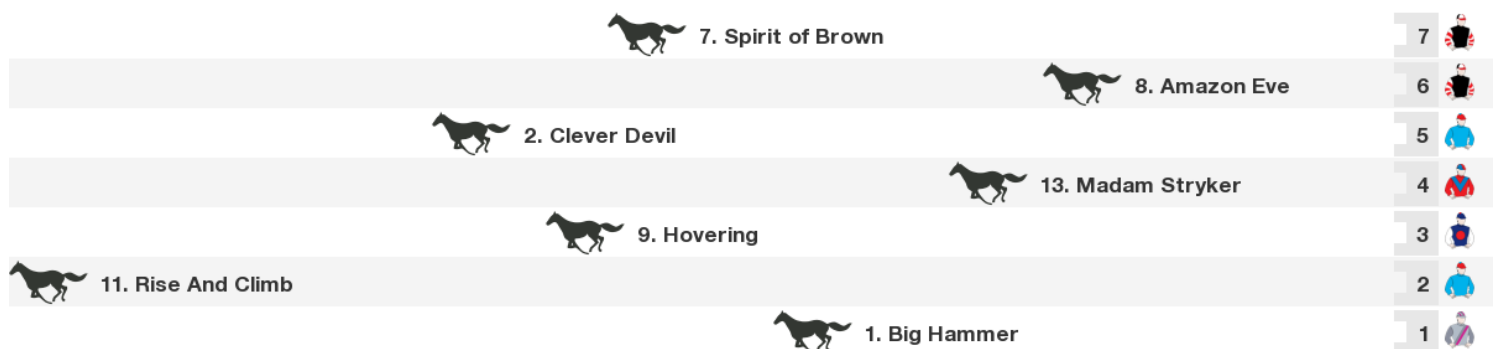 7. Spirit of Brown 7
8. Amazon Eve 6
2. Clever Devil 5
13. Madam Stryker 4
9. Hovering 3
11. Rise And Climb 2
1. Big Hammer 1